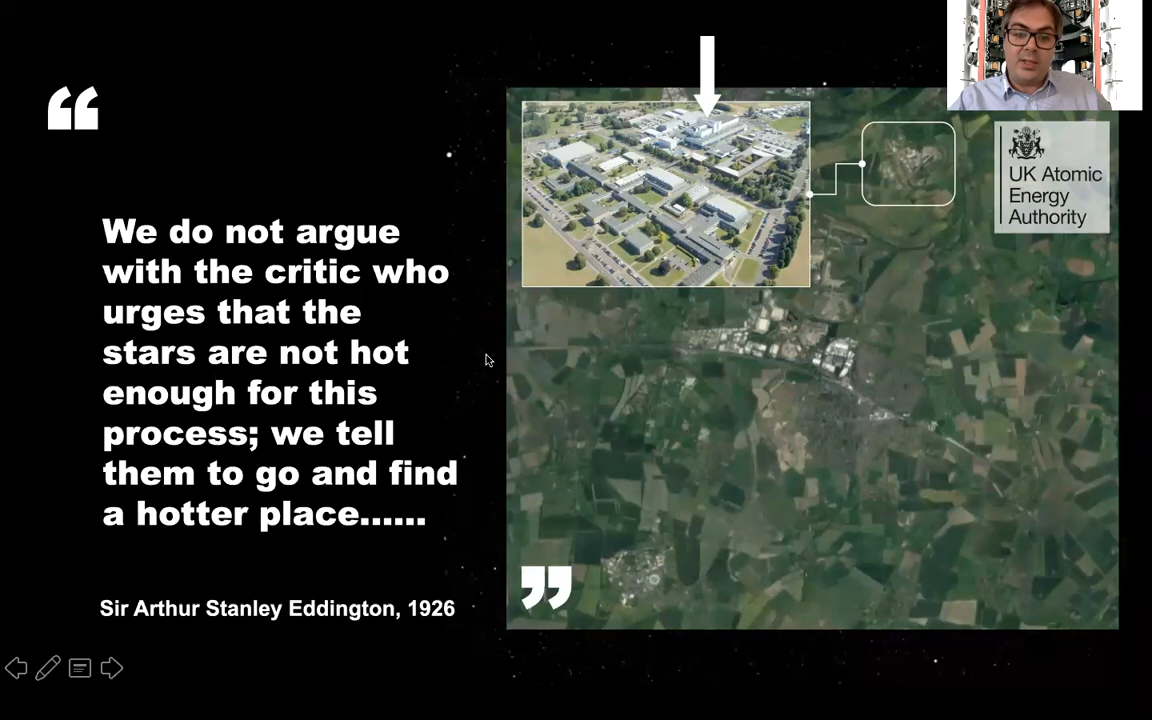 “
We do not argue
with the critic who
urges that the
stars are not hot
enough for this
process; we tell
them to go and find
a hotter place......
”
Sir Arthur Stanley Eddington, 1926
UK Atomic
Energy
Authority